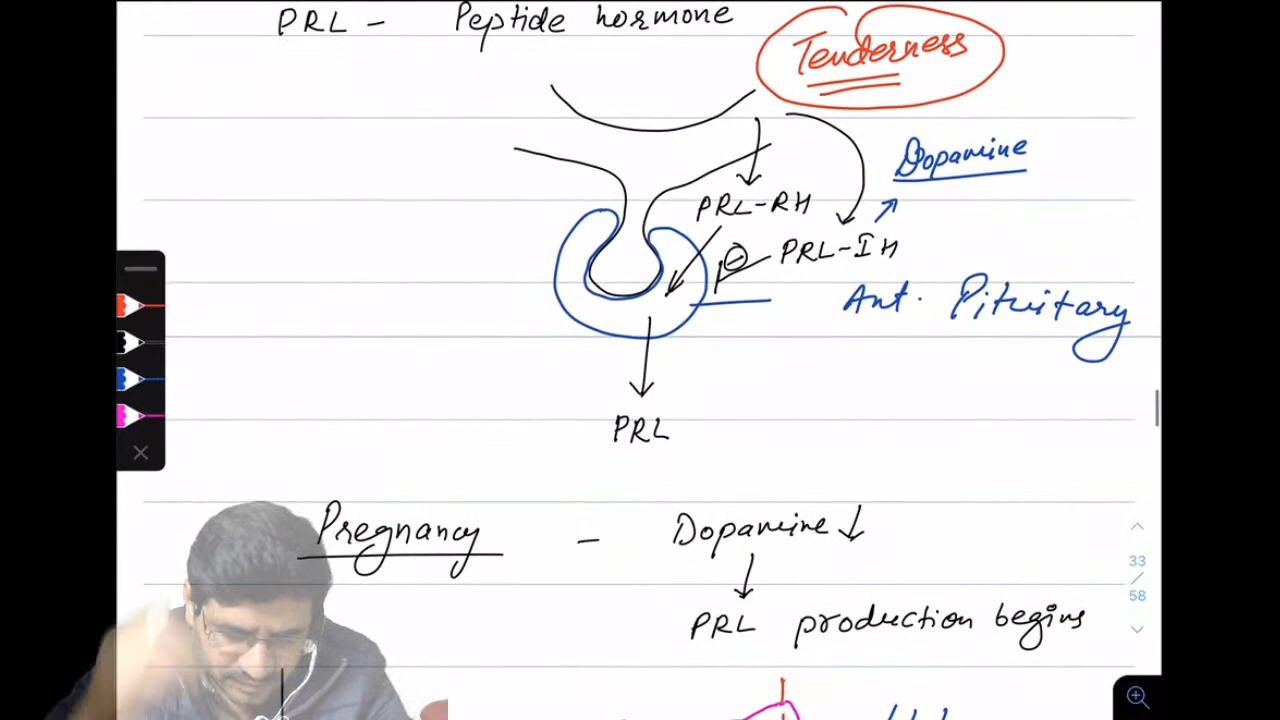 PRL - Peptide hormone
Tenderness
Dopamine
PRL-RH
⊖ PRL-IH
Ant. Pituitary
PRL
Pregnancy - Dopamine ↓
33
/
58
PRL production begins